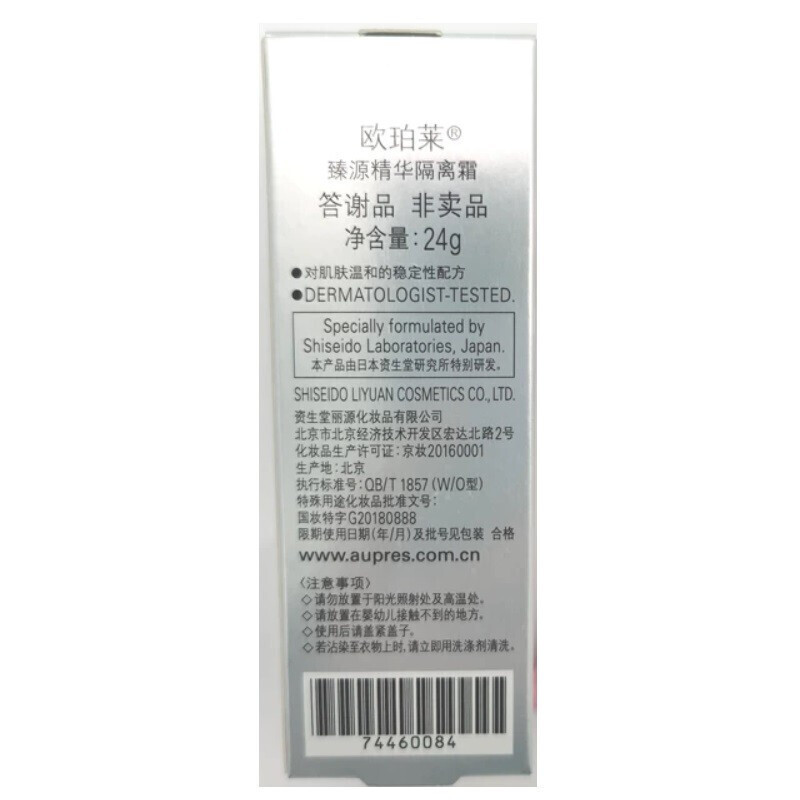 欧珀莱®
臻源精华隔离霜
答谢品 非卖品
净含量:24g
●对肌肤温和的稳定性配方
●DERMATOLOGIST-TESTED.
Specially formulated by
Shiseido Laboratories, Japan.
本产品由日本资生堂研究所特别研发。
SHISEIDO LIYUAN COSMETICS CO.,LTD.
资生堂丽源化妆品有限公司
北京市北京经济技术开发区宏达北路2号
化妆品生产许可证:京妆20160001
生产地:北京
执行标准号:QB/T 1857 (W/O型)
特殊用途化妆品批准文号:
国妆特字G20180888
限期使用日期(年/月)及批号见包装 合格
www.aupres.com.cn
〈注意事项〉
◇请勿放置于阳光照射处及高温处。
◇请放置在婴幼儿接触不到的地方。
◇使用后请盖紧盖子。
◇若沾染至衣物上时,请立即用洗涤剂清洗。
74460084